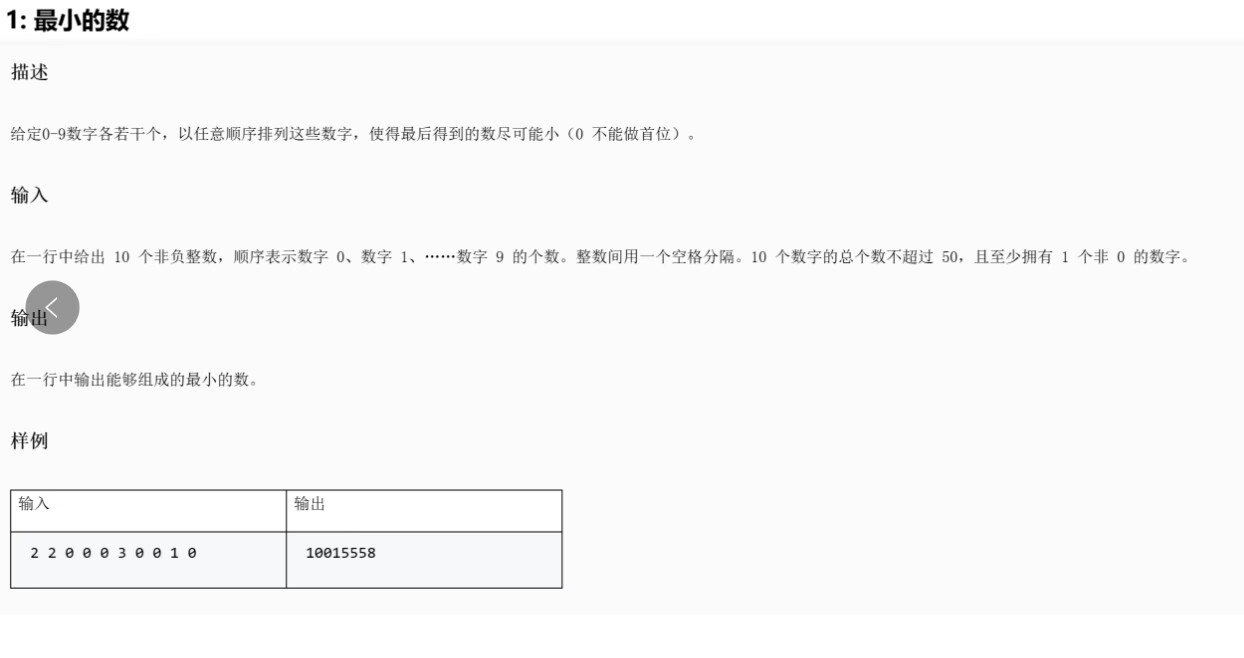 1: 最小的数
描述
给定0-9数字各若干个，以任意顺序排列这些数字，使得最后得到的数尽可能小（0 不能做首位）。
输入
在一行中给出 10 个非负整数，顺序表示数字 0、数字 1、……数字 9 的个数。整数间用一个空格分隔。10 个数字的总个数不超过 50，且至少拥有 1 个非 0 的数字。
输出
在一行中输出能够组成的最小的数。
样例
输入 输出
2 2 0 0 0 3 0 0 1 0 10015558